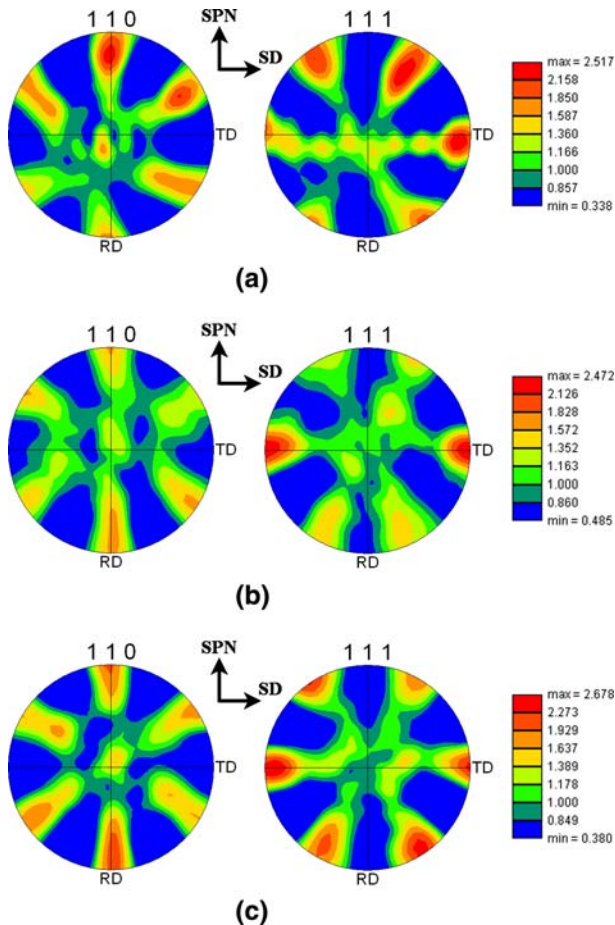 1 1 0
SPN
SD
1 1 1
TD
RD
TD
RD
max = 2.517
2.158
1.850
1.587
1.360
1.166
1.000
0.857
min = 0.338
(a)
1 1 0
SPN
SD
1 1 1
TD
RD
TD
RD
max = 2.472
2.126
1.828
1.572
1.352
1.163
1.000
0.860
min = 0.485
(b)
1 1 0
SPN
SD
1 1 1
TD
RD
TD
RD
max = 2.678
2.273
1.929
1.637
1.389
1.178
1.000
0.849
min = 0.380
(c)